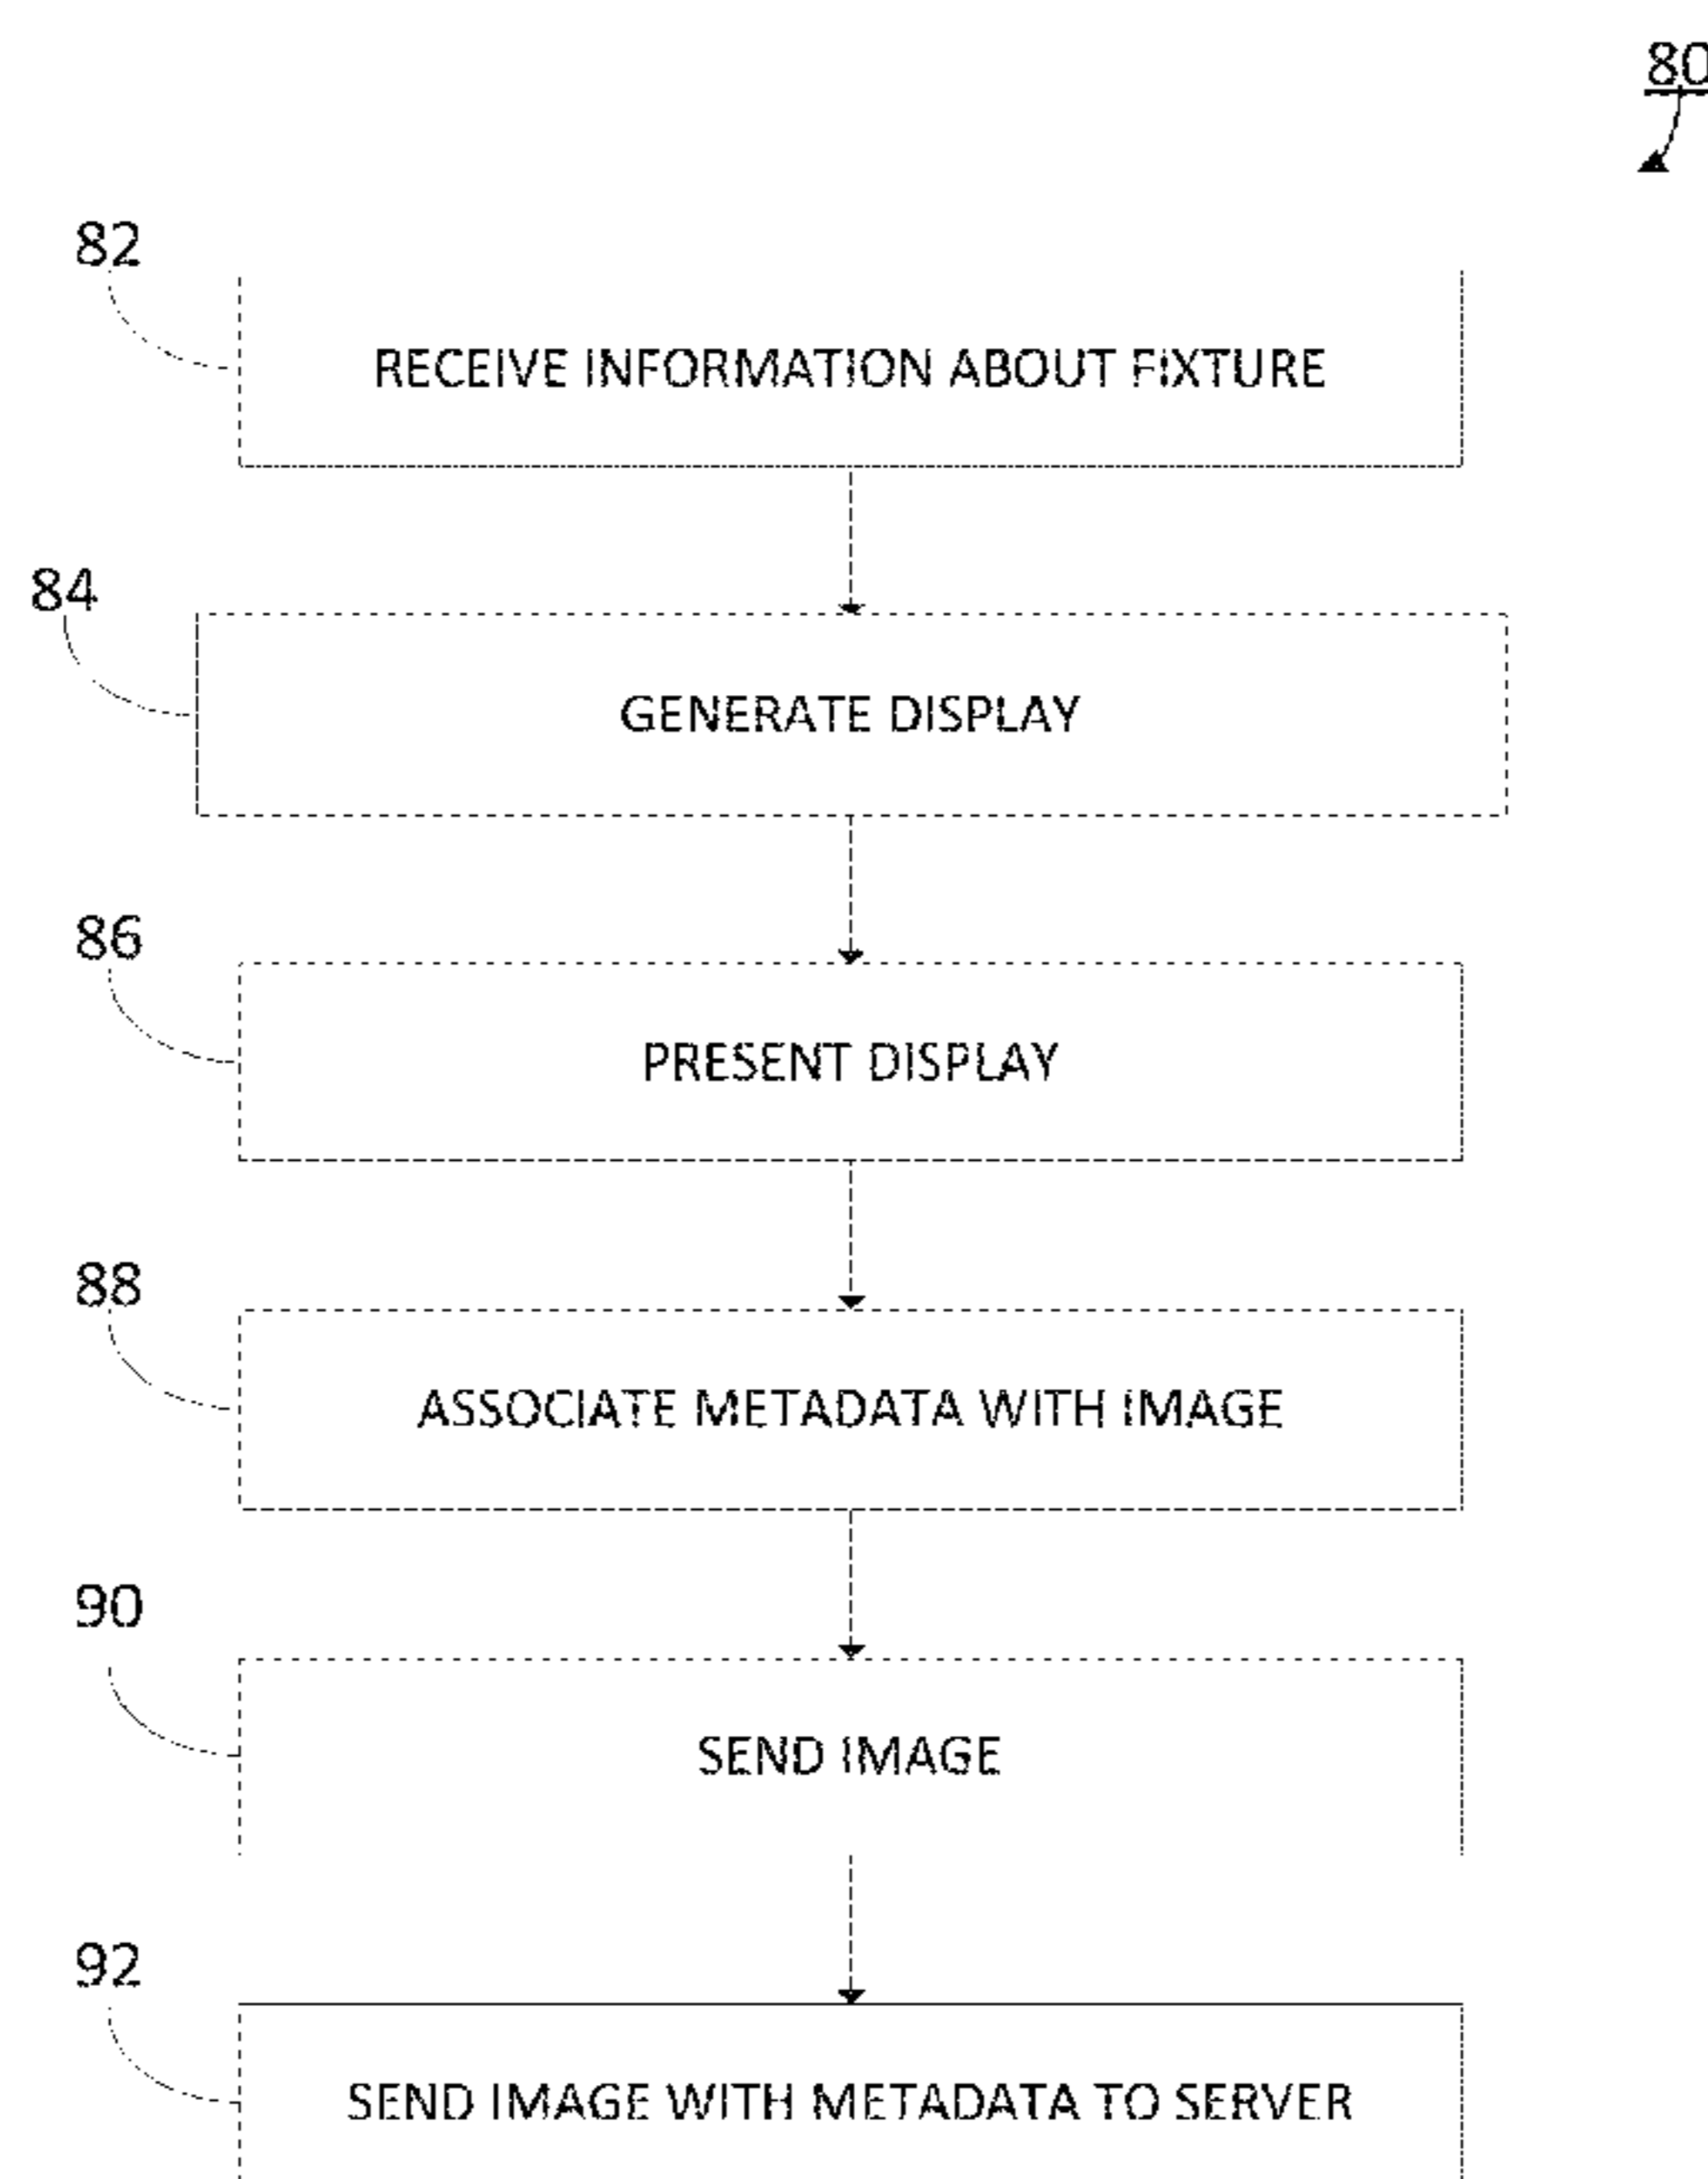 80
82
RECEIVE INFORMATION ABOUT FIXTURE
84
GENERATE DISPLAY
86
PRESENT DISPLAY
88
ASSOCIATE METADATA WITH IMAGE
90
SEND IMAGE
92
SEND IMAGE WITH METADATA TO SERVER